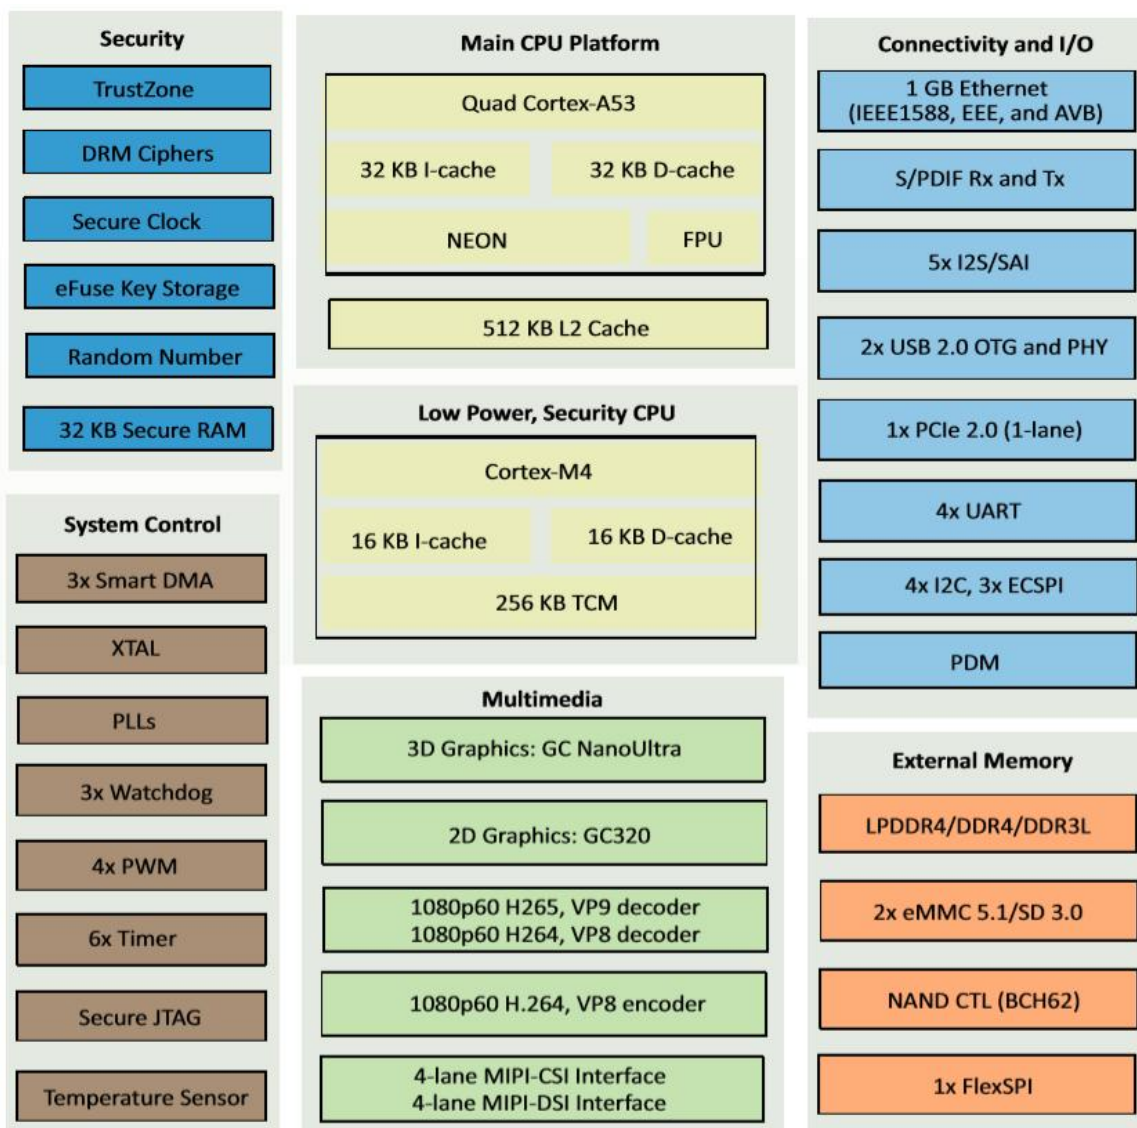 Security
TrustZone
DRM Ciphers
Secure Clock
eFuse Key Storage
Random Number
32 KB Secure RAM
System Control
3x Smart DMA
XTAL
PLLs
3x Watchdog
4x PWM
6x Timer
Secure JTAG
Temperature Sensor
Main CPU Platform
Quad Cortex-A53
32 KB I-cache
32 KB D-cache
NEON
FPU
512 KB L2 Cache
Low Power, Security CPU
Cortex-M4
16 KB I-cache
16 KB D-cache
256 KB TCM
Multimedia
3D Graphics: GC NanoUltra
2D Graphics: GC320
1080p60 H265, VP9 decoder
1080p60 H264, VP8 decoder
1080p60 H.264, VP8 encoder
4-lane MIPI-CSI Interface
4-lane MIPI-DSI Interface
Connectivity and I/O
1 GB Ethernet
(IEEE1588, EEE, and AVB)
S/PDIF Rx and Tx
5x I2S/SAI
2x USB 2.0 OTG and PHY
1x PCIe 2.0 (1-lane)
4x UART
4x I2C, 3x ECSPI
PDM
External Memory
LPDDR4/DDR4/DDR3L
2x eMMC 5.1/SD 3.0
NAND CTL (BCH62)
1x FlexSPI